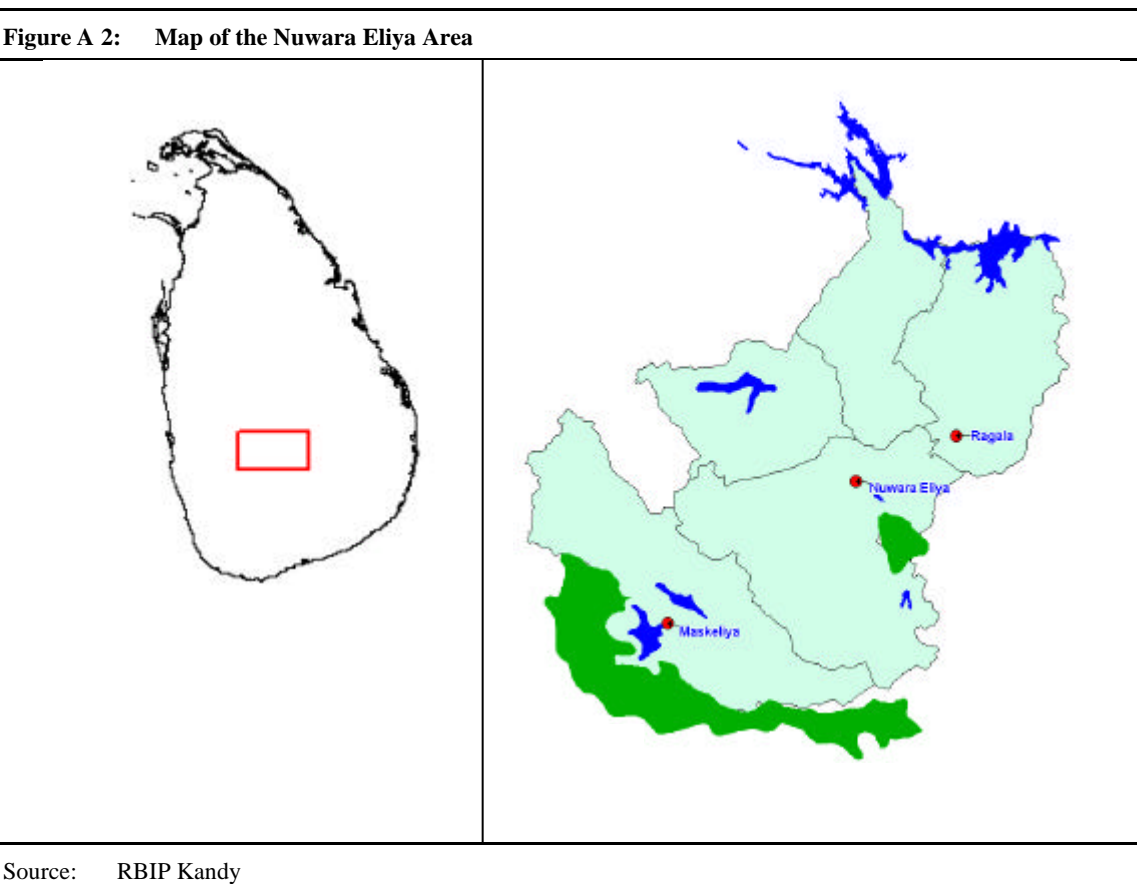 Figure A 2: Map of the Nuwara Eliya Area
Ragala
Nuwara Eliya
Maskeliya
Source: RBIP Kandy